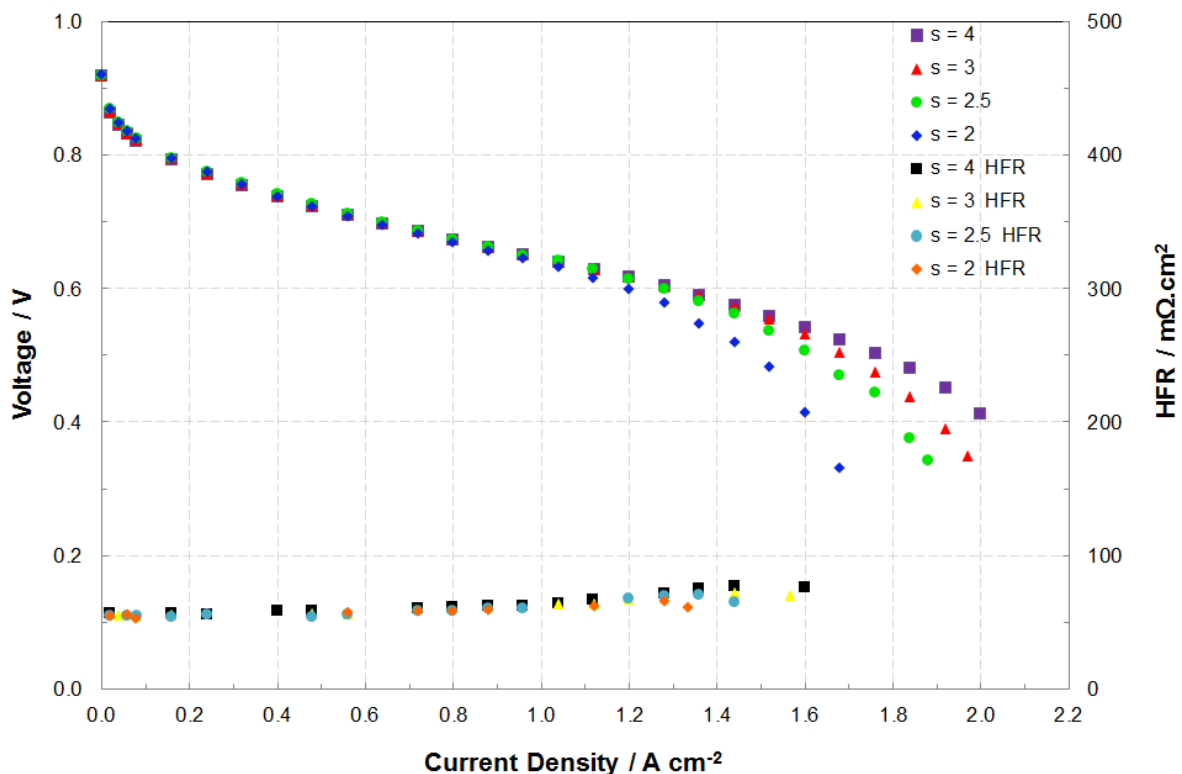 1.0
0.8
0.6
0.4
0.2
0.0
Voltage / V
500
400
300
200
100
0
HFR / mΩ.cm²
s = 4
s = 3
s = 2.5
s = 2
s = 4 HFR
s = 3 HFR
s = 2.5 HFR
s = 2 HFR
0.0 0.2 0.4 0.6 0.8 1.0 1.2 1.4 1.6 1.8 2.0 2.2
Current Density / A cm⁻²